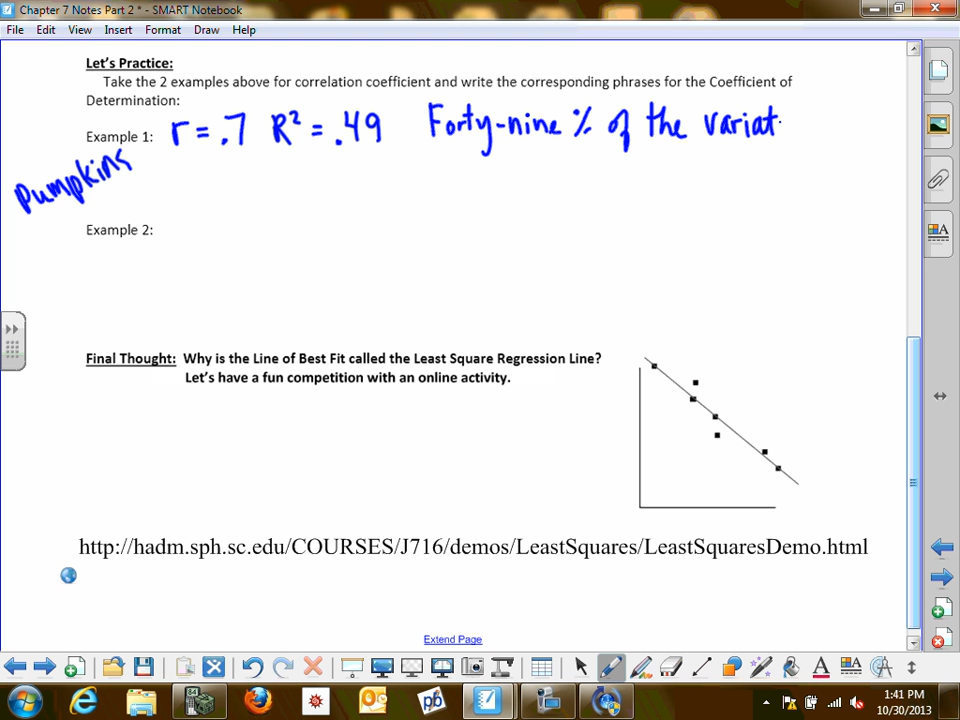 Chapter 7 Notes Part 2 * - SMART Notebook
File Edit View Insert Format Draw Help
Let's Practice:
Take the 2 examples above for correlation coefficient and write the corresponding phrases for the Coefficient of
Determination:
Example 1: r = .7 R² = .49 Forty-nine % of the variat
Pumpkins
Example 2:
Final Thought: Why is the Line of Best Fit called the Least Square Regression Line?
Let's have a fun competition with an online activity.
http://hadm.sph.sc.edu/COURSES/J716/demos/LeastSquares/LeastSquaresDemo.html
Extend Page
1:41 PM
10/30/2013